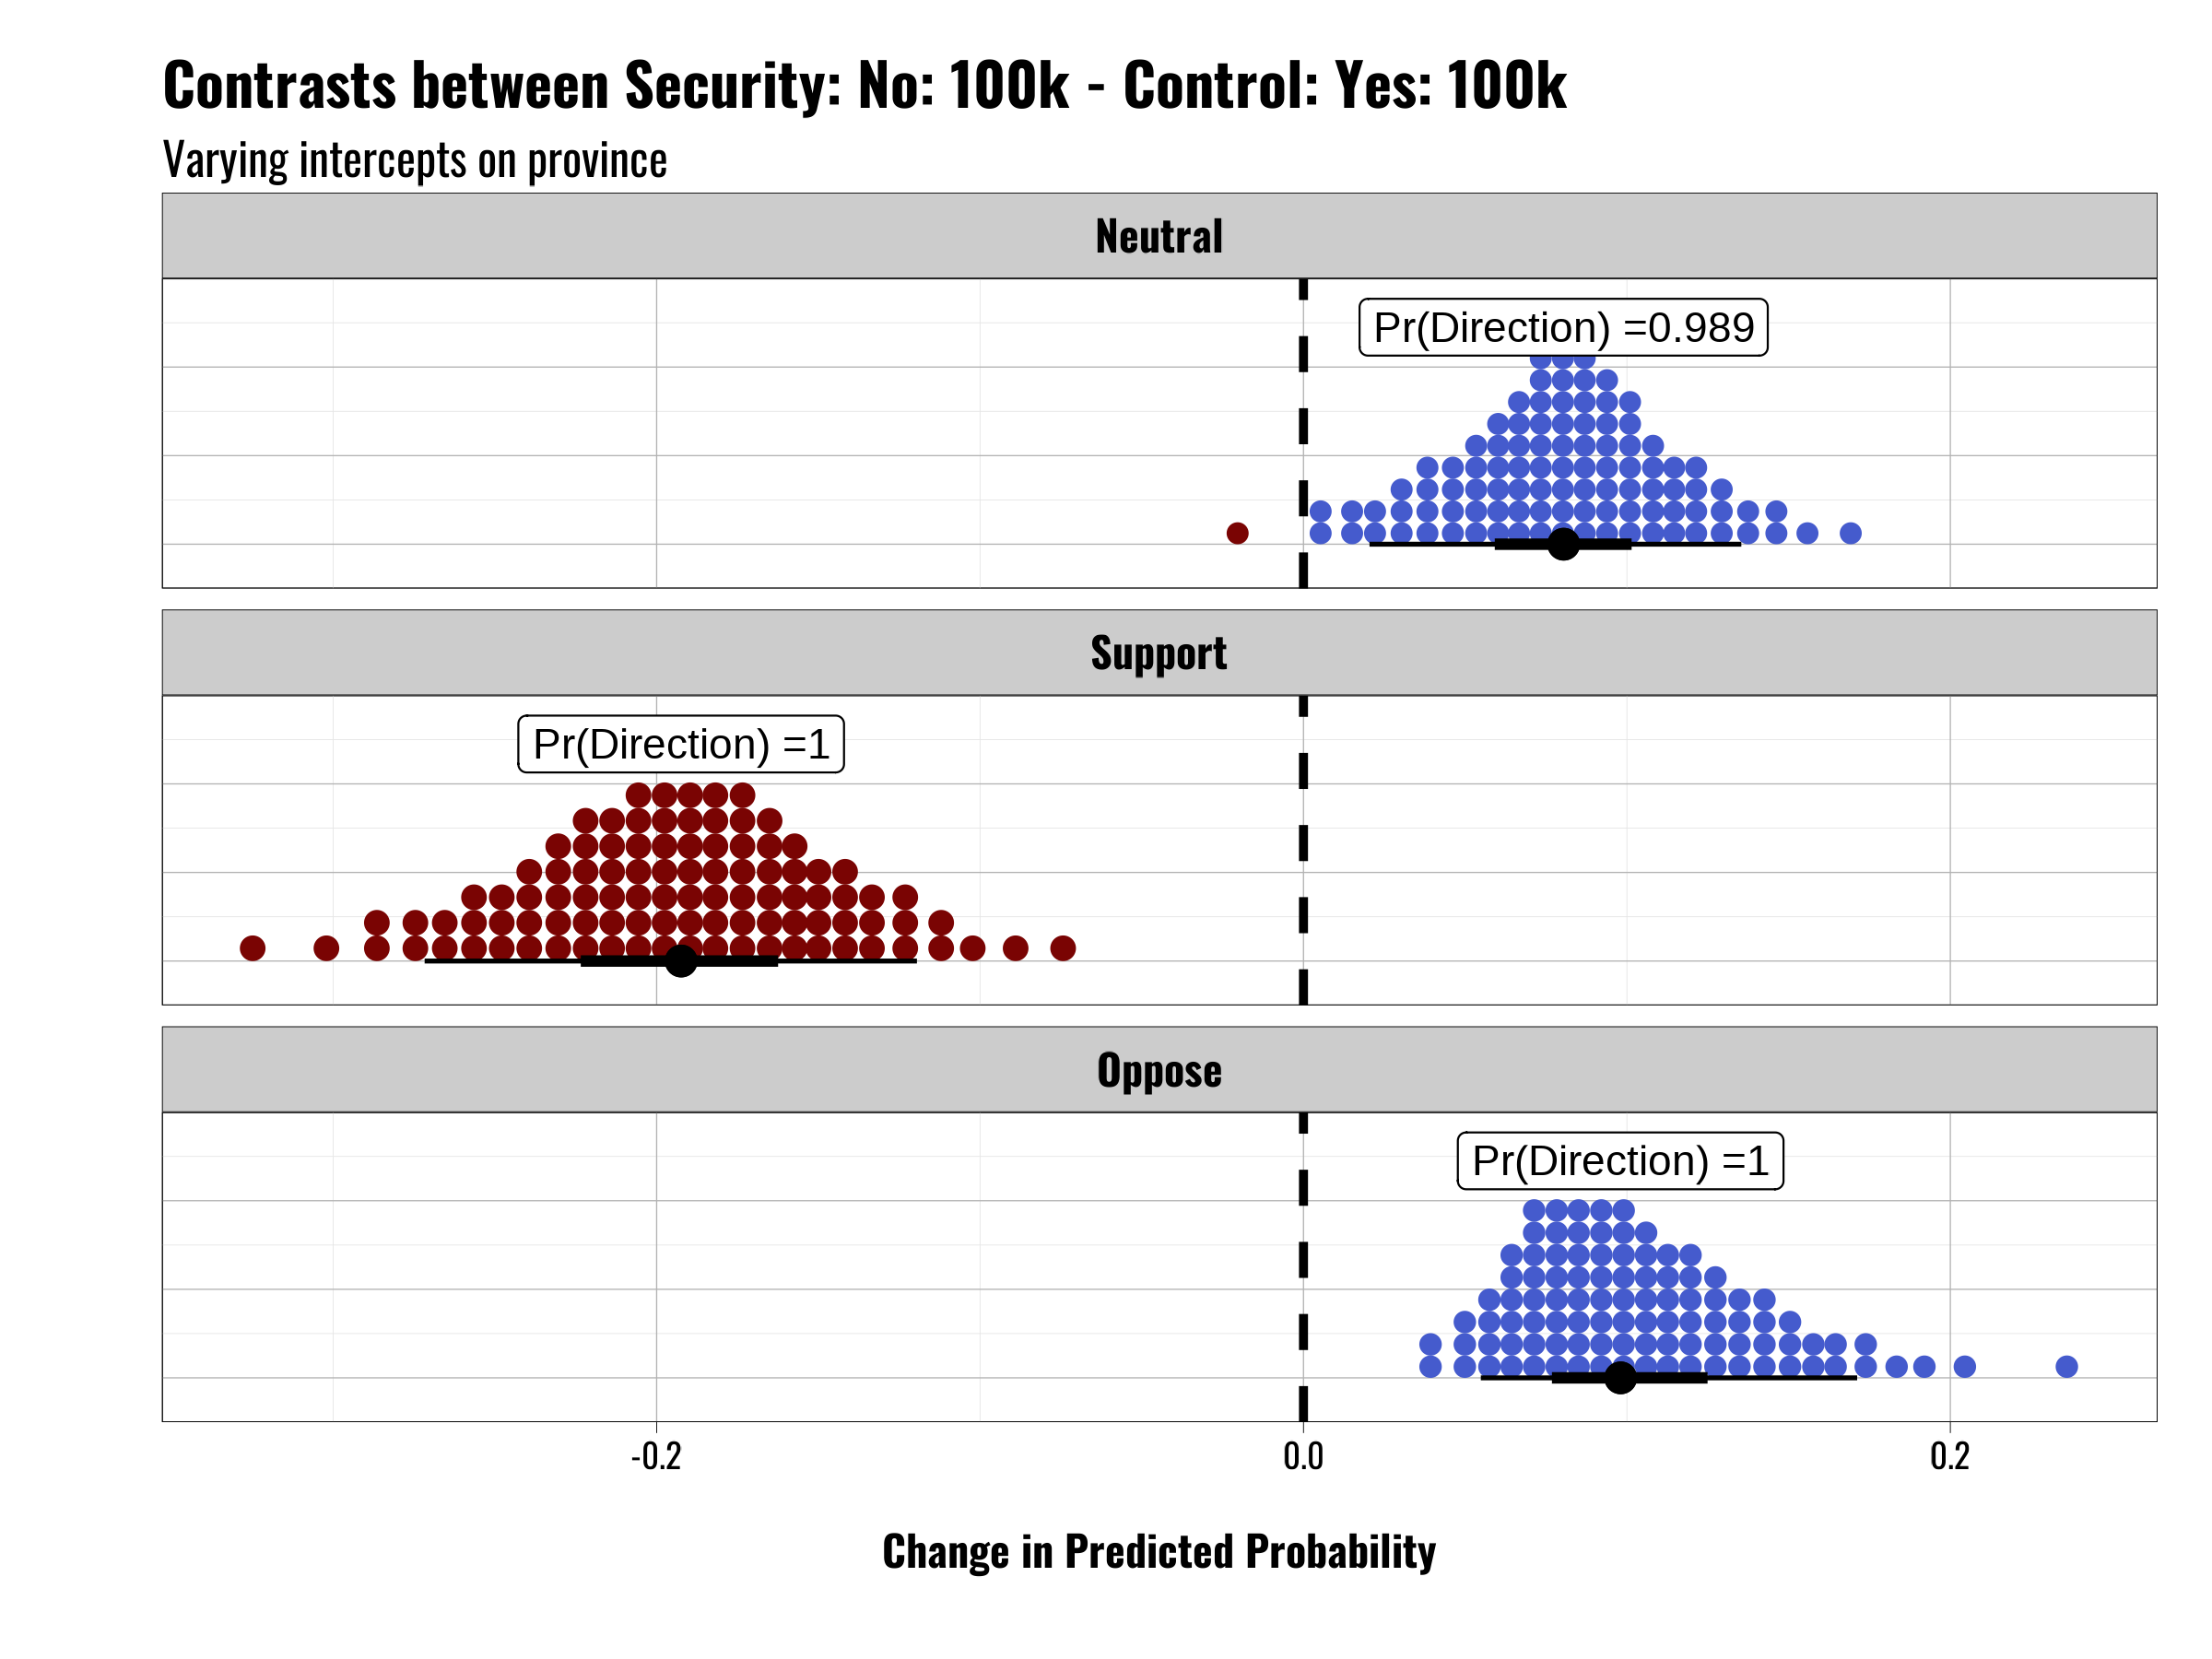 Contrasts between Security: No: 100k - Control: Yes: 100k
Varying intercepts on province
Neutral
Pr(Direction) =0.989
Support
Pr(Direction) =1
Oppose
Pr(Direction) =1
-0.2 0.0 0.2
Change in Predicted Probability